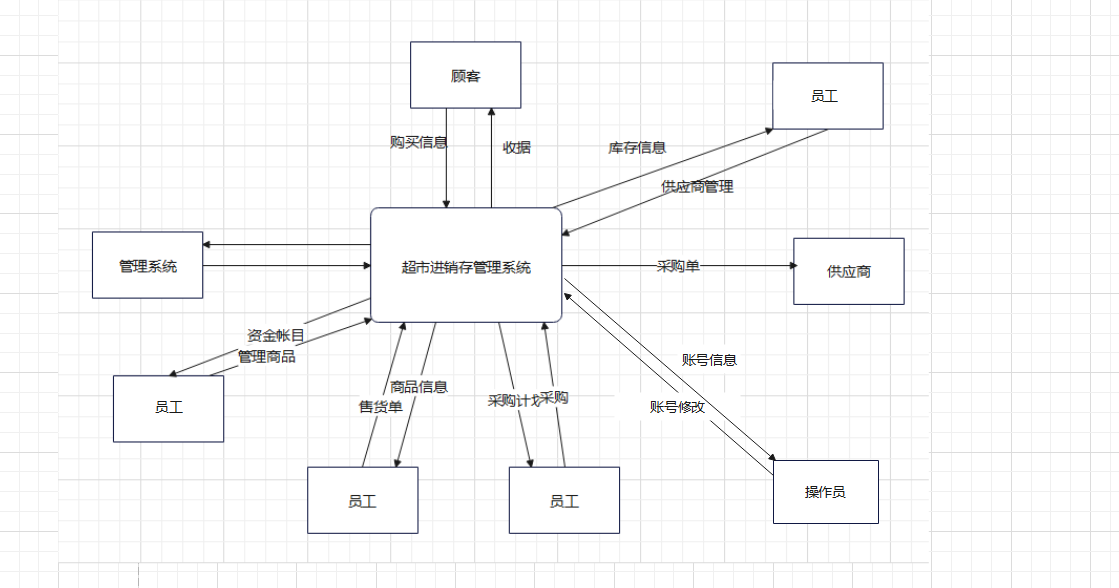 顾客
员工
购买信息
收据
库存信息
供应商管理
管理系统
超市进销存管理系统
采购单
供应商
资金帐目
管理商品
账号信息
商品信息
采购计划
采购
售货单
账号修改
员工
员工
员工
操作员